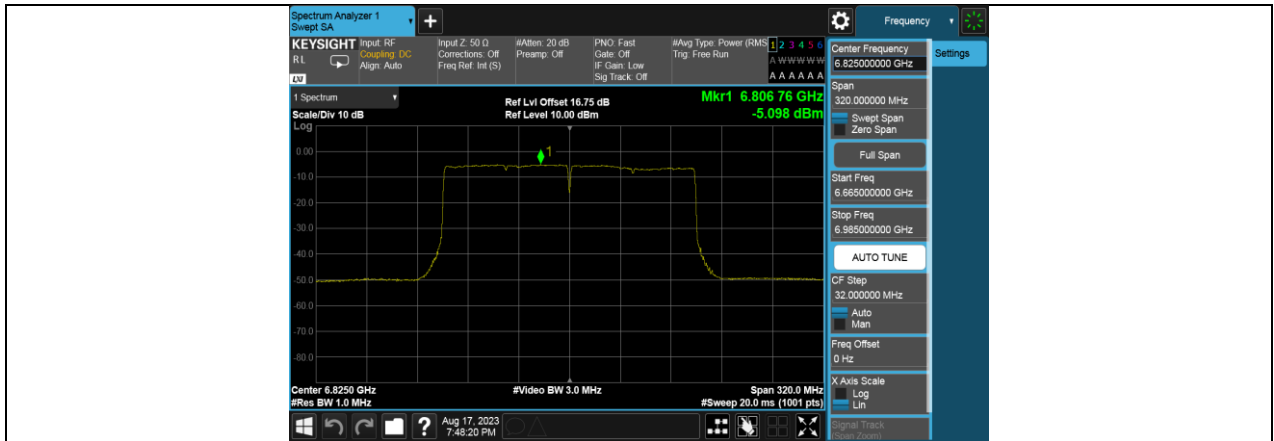 Spectrum Analyzer 1
Swept SA
+
Frequency
KEYSIGHT
RL
LXI
Input: RF
Coupling: DC
Align: Auto
Input Z: 50 Ω
Corrections: Off
Freq Ref: Int (S)
#Atten: 20 dB
Preamp: Off
PNO: Fast
Gate: Off
IF Gain: Low
Sig Track: Off
#Avg Type: Power (RMS
Trig: Free Run
1 2 3 4 5 6
A W W W W W
A A A A A A
1 Spectrum
Scale/Div 10 dB
Log
Ref Lvl Offset 16.75 dB
Ref Level 10.00 dBm
Mkr1 6.806 76 GHz
-5.098 dBm
1
0.00
-10.0
-20.0
-30.0
-40.0
-50.0
-60.0
-70.0
-80.0
Center 6.8250 GHz
#Res BW 1.0 MHz
#Video BW 3.0 MHz
Span 320.0 MHz
#Sweep 20.0 ms (1001 pts)
Center Frequency
6.825000000 GHz
Settings
Span
320.000000 MHz
Swept Span
Zero Span
Full Span
Start Freq
6.665000000 GHz
Stop Freq
6.985000000 GHz
AUTO TUNE
CF Step
32.000000 MHz
Auto
Man
Freq Offset
0 Hz
X Axis Scale
Log
Lin
Signal Track
(Span Zoom)
?
Aug 17, 2023
7:48:20 PM